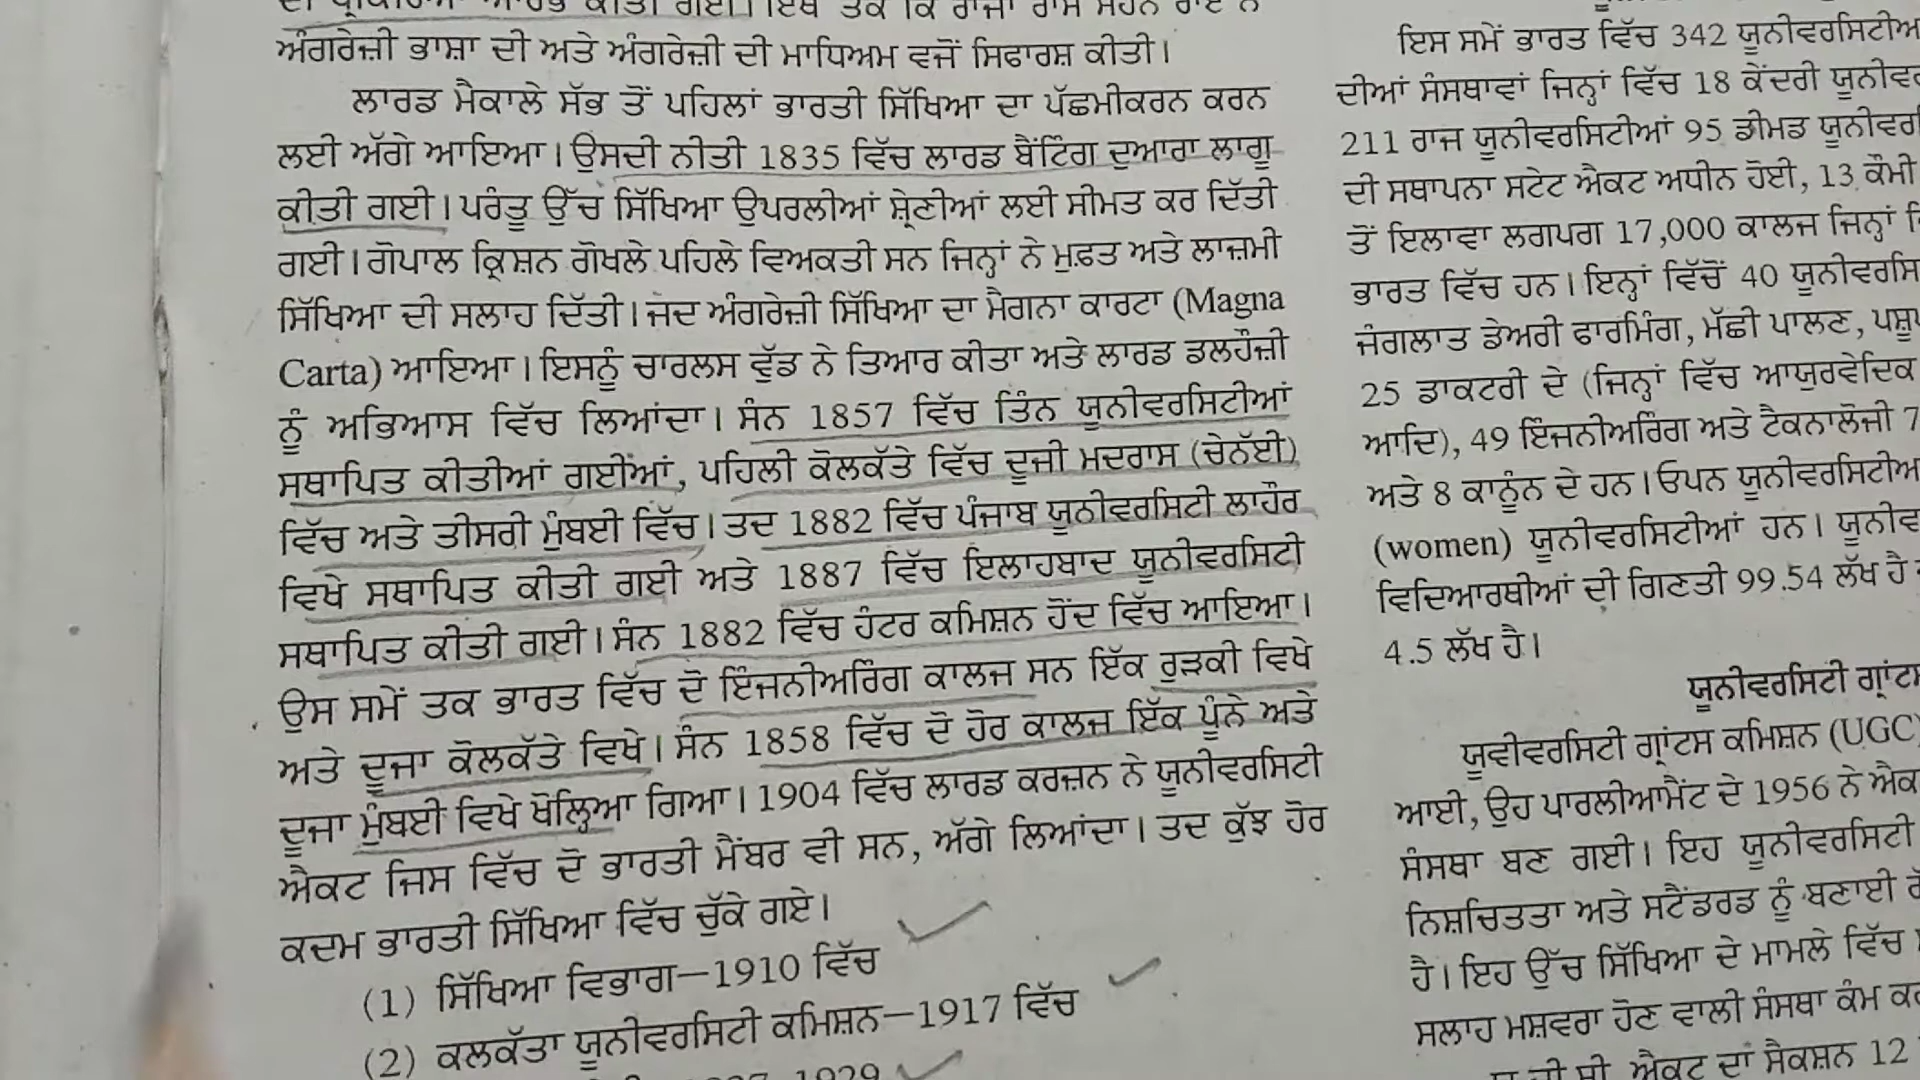 ਅੰਗਰੇਜ਼ੀ ਭਾਸ਼ਾ ਦੀ ਅਤੇ ਅੰਗਰੇਜ਼ੀ ਦੀ ਮਾਧਿਅਮ ਵਜੋਂ ਸਿਫਾਰਸ਼ ਕੀਤੀ।
ਲਾਰਡ ਮੈਕਾਲੇ ਸੱਭ ਤੋਂ ਪਹਿਲਾਂ ਭਾਰਤੀ ਸਿੱਖਿਆ ਦਾ ਪੱਛਮੀਕਰਨ ਕਰਨ
ਲਈ ਅੱਗੇ ਆਇਆ। ਉਸਦੀ ਨੀਤੀ 1835 ਵਿੱਚ ਲਾਰਡ ਬੈਂਟਿੰਗ ਦੁਆਰਾ ਲਾਗੂ
ਕੀਤੀ ਗਈ। ਪਰੰਤੂ ਉੱਚ ਸਿੱਖਿਆ ਉਪਰਲੀਆਂ ਸ਼੍ਰੇਣੀਆਂ ਲਈ ਸੀਮਤ ਕਰ ਦਿੱਤੀ
ਗਈ। ਗੋਪਾਲ ਕ੍ਰਿਸ਼ਨ ਗੋਖਲੇ ਪਹਿਲੇ ਵਿਅਕਤੀ ਸਨ ਜਿਨ੍ਹਾਂ ਨੇ ਮੁਫ਼ਤ ਅਤੇ ਲਾਜ਼ਮੀ
ਸਿੱਖਿਆ ਦੀ ਸਲਾਹ ਦਿੱਤੀ। ਜਦ ਅੰਗਰੇਜ਼ੀ ਸਿੱਖਿਆ ਦਾ ਮੈਗਨਾ ਕਾਰਟਾ (Magna
Carta) ਆਇਆ। ਇਸਨੂੰ ਚਾਰਲਸ ਵੁੱਡ ਨੇ ਤਿਆਰ ਕੀਤਾ ਅਤੇ ਲਾਰਡ ਡਲਹੌਜ਼ੀ
ਨੂੰ ਅਭਿਆਸ ਵਿੱਚ ਲਿਆਂਦਾ। ਸੰਨ 1857 ਵਿੱਚ ਤਿੰਨ ਯੂਨੀਵਰਸਿਟੀਆਂ
ਸਥਾਪਿਤ ਕੀਤੀਆਂ ਗਈਆਂ, ਪਹਿਲੀ ਕੋਲਕੱਤੇ ਵਿੱਚ ਦੂਜੀ ਮਦਰਾਸ (ਚੇਨੱਈ)
ਵਿੱਚ ਅਤੇ ਤੀਸਰੀ ਮੁੰਬਈ ਵਿੱਚ। ਤਦ 1882 ਵਿੱਚ ਪੰਜਾਬ ਯੂਨੀਵਰਸਿਟੀ ਲਾਹੌਰ
ਵਿਖੇ ਸਥਾਪਿਤ ਕੀਤੀ ਗਈ ਅਤੇ 1887 ਵਿੱਚ ਇਲਾਹਬਾਦ ਯੂਨੀਵਰਸਿਟੀ
ਸਥਾਪਿਤ ਕੀਤੀ ਗਈ। ਸੰਨ 1882 ਵਿੱਚ ਹੰਟਰ ਕਮਿਸ਼ਨ ਹੋਂਦ ਵਿੱਚ ਆਇਆ।
ਉਸ ਸਮੇਂ ਤਕ ਭਾਰਤ ਵਿੱਚ ਦੋ ਇੰਜਨੀਅਰਿੰਗ ਕਾਲਜ ਸਨ ਇੱਕ ਰੁੜਕੀ ਵਿਖੇ
ਅਤੇ ਦੂਜਾ ਕੋਲਕੱਤੇ ਵਿਖੇ। ਸੰਨ 1858 ਵਿੱਚ ਦੋ ਹੋਰ ਕਾਲਜ ਇੱਕ ਪੂੰਨੇ ਅਤੇ
ਦੂਜਾ ਮੁੰਬਈ ਵਿਖੇ ਖੋਲ੍ਹਿਆ ਗਿਆ। 1904 ਵਿੱਚ ਲਾਰਡ ਕਰਜ਼ਨ ਨੇ ਯੂਨੀਵਰਸਿਟੀ
ਐਕਟ ਜਿਸ ਵਿੱਚ ਦੋ ਭਾਰਤੀ ਮੈਂਬਰ ਵੀ ਸਨ, ਅੱਗੇ ਲਿਆਂਦਾ। ਤਦ ਕੁੱਝ ਹੋਰ
ਕਦਮ ਭਾਰਤੀ ਸਿੱਖਿਆ ਵਿੱਚ ਚੁੱਕੇ ਗਏ।
(1) ਸਿੱਖਿਆ ਵਿਭਾਗ—1910 ਵਿੱਚ
(2) ਕਲਕੱਤਾ ਯੂਨੀਵਰਸਿਟੀ ਕਮਿਸ਼ਨ—1917 ਵਿੱਚ
ਇਸ ਸਮੇਂ ਭਾਰਤ ਵਿੱਚ 342
ਦੀਆਂ ਸੰਸਥਾਵਾਂ ਜਿਨ੍ਹਾਂ ਵਿੱਚ 18 ਕੇਂਦਰੀ
211 ਰਾਜ ਯੂਨੀਵਰਸਿਟੀਆਂ 95 ਡੀਮਡ
ਦੀ ਸਥਾਪਨਾ ਸਟੇਟ ਐਕਟ ਅਧੀਨ ਹੋਈ, 13 ਕੌਮੀ
ਤੋਂ ਇਲਾਵਾ ਲਗਪਗ 17,000 ਕਾਲਜ ਜਿਨ੍ਹਾਂ
ਭਾਰਤ ਵਿੱਚ ਹਨ। ਇਨ੍ਹਾਂ ਵਿੱਚੋਂ 40
ਜੰਗਲਾਤ ਡੇਅਰੀ ਫਾਰਮਿੰਗ, ਮੱਛੀ ਪਾਲਣ,
25 ਡਾਕਟਰੀ ਦੇ (ਜਿਨ੍ਹਾਂ ਵਿੱਚ ਆਯੁਰਵੇਦਿਕ
ਆਦਿ), 49 ਇੰਜਨੀਅਰਿੰਗ ਅਤੇ ਟੈਕਨਾਲੋਜੀ 7
ਅਤੇ 8 ਕਾਨੂੰਨ ਦੇ ਹਨ। ਓਪਨ
(women) ਯੂਨੀਵਰਸਿਟੀਆਂ ਹਨ।
ਵਿਦਿਆਰਥੀਆਂ ਦੀ ਗਿਣਤੀ 99.54 ਲੱਖ ਹੈ
4.5 ਲੱਖ ਹੈ।
ਯੂਨੀਵਰਸਿਟੀ
ਯੂਵੀਵਰਸਿਟੀ ਗ੍ਰਾਂਟਸ ਕਮਿਸ਼ਨ (UGC)
ਆਈ, ਉਹ ਪਾਰਲੀਆਮੈਂਟ ਦੇ 1956 ਨੇ
ਸੰਸਥਾ ਬਣ ਗਈ। ਇਹ ਯੂਨੀਵਰਸਿਟੀ
ਨਿਸ਼ਚਿਤਤਾ ਅਤੇ ਸਟੈਂਡਰਡ ਨੂੰ ਬਣਾਈ
ਹੈ। ਇਹ ਉੱਚ ਸਿੱਖਿਆ ਦੇ ਮਾਮਲੇ ਵਿੱਚ
ਸਲਾਹ ਮਸ਼ਵਰਾ ਹੋਣ ਵਾਲੀ ਸੰਸਥਾ ਕੰਮ
ਐਕਟ ਦਾ ਸੈਕਸ਼ਨ 12